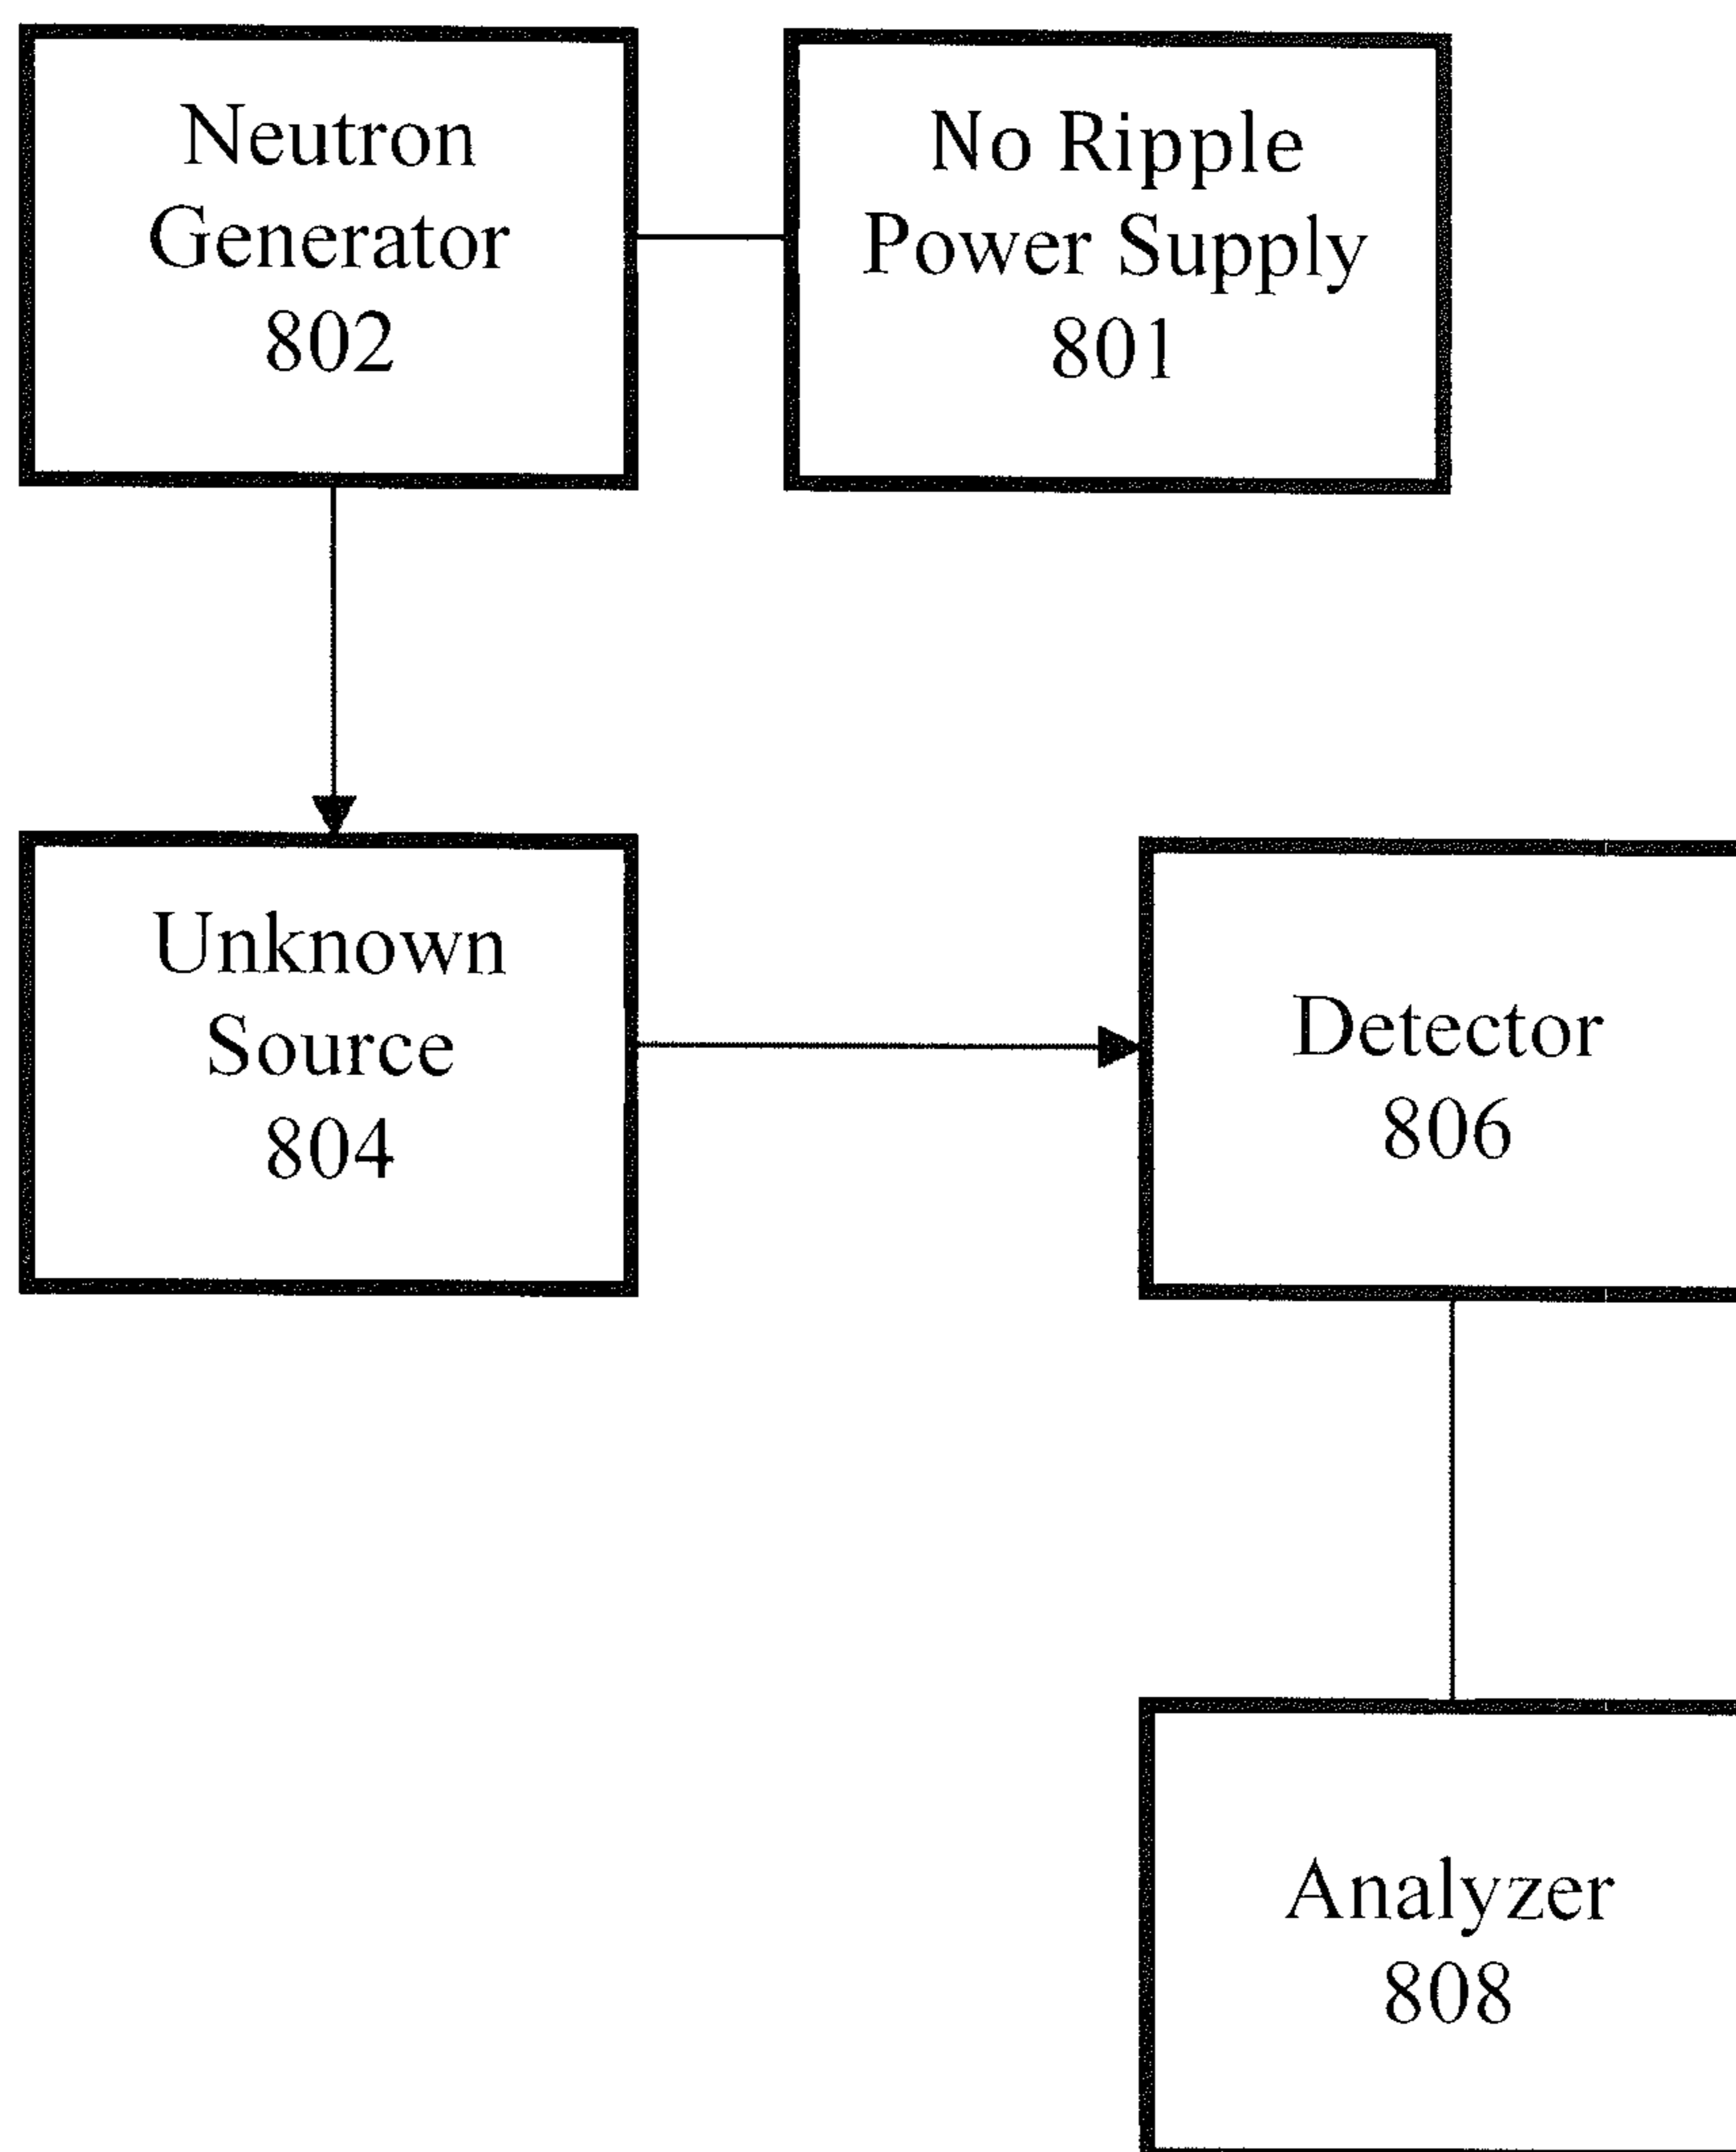 Neutron
Generator
802
No Ripple
Power Supply
801
Unknown
Source
804
Detector
806
Analyzer
808